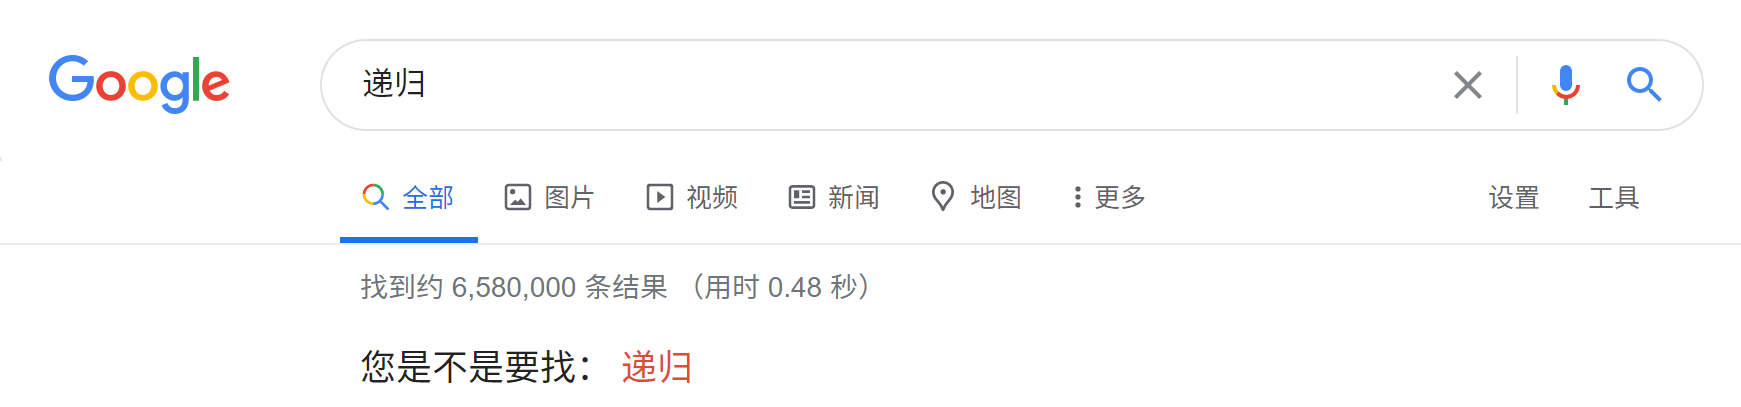 Google 递归
全部 图片 视频 新闻 地图 更多 设置 工具
找到约 6,580,000 条结果 （用时 0.48 秒）
您是不是要找： 递归